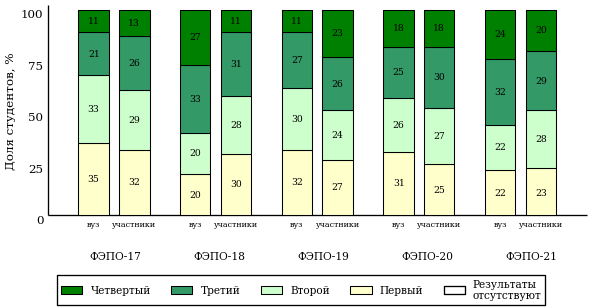 Доля студентов, %
100
75
50
25
0
11 13 27 11 11 23 18 18 24 20
21 26 33 31 27 26 25 30 32 29
33 29 20 28 30 24 26 27 22 28
35 32 20 30 32 27 31 25 22 23
вуз участники вуз участники вуз участники вуз участники вуз участники
ФЭПО-17 ФЭПО-18 ФЭПО-19 ФЭПО-20 ФЭПО-21
Четвертый Третий Второй Первый Результаты
отсутствуют